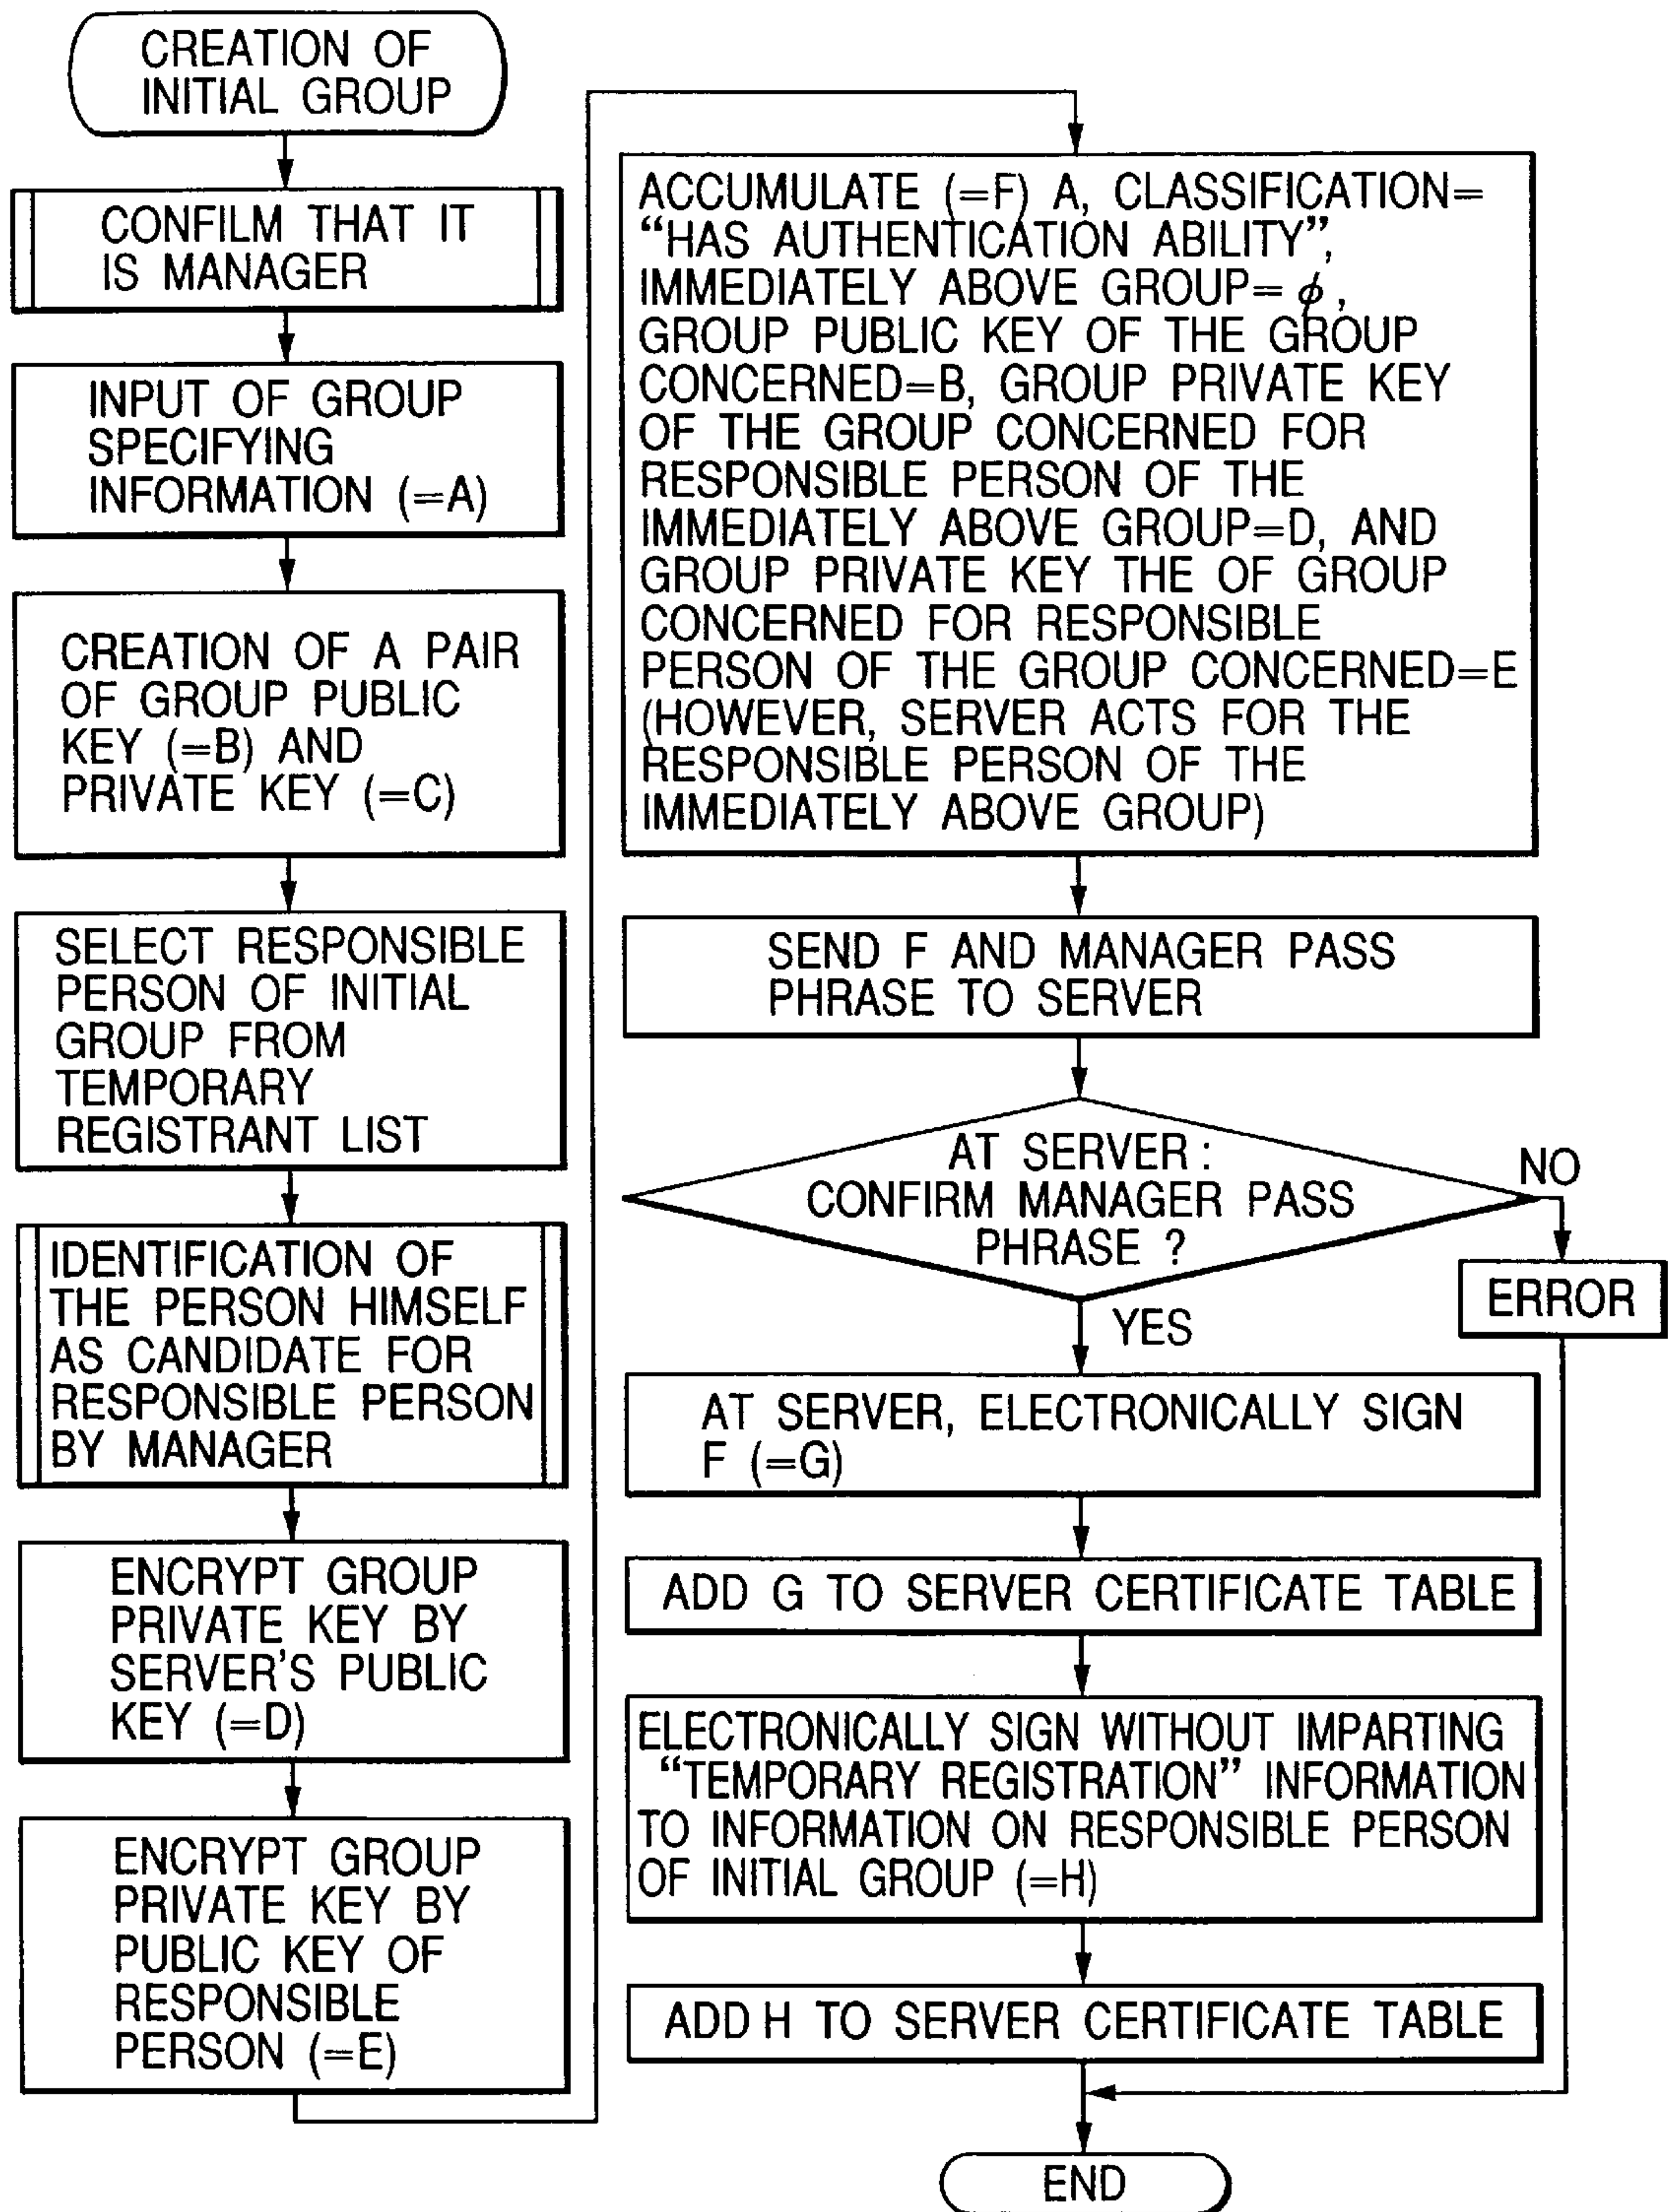 CREATION OF
INITIAL GROUP
CONFILM THAT IT
IS MANAGER
INPUT OF GROUP
SPECIFYING
INFORMATION (=A)
CREATION OF A PAIR
OF GROUP PUBLIC
KEY (=B) AND
PRIVATE KEY (=C)
SELECT RESPONSIBLE
PERSON OF INITIAL
GROUP FROM
TEMPORARY
REGISTRANT LIST
IDENTIFICATION OF
THE PERSON HIMSELF
AS CANDIDATE FOR
RESPONSIBLE PERSON
BY MANAGER
ENCRYPT GROUP
PRIVATE KEY BY
SERVER'S PUBLIC
KEY (=D)
ENCRYPT GROUP
PRIVATE KEY BY
PUBLIC KEY OF
RESPONSIBLE
PERSON (=E)
ACCUMULATE (=F) A, CLASSIFICATION=
“HAS AUTHENTICATION ABILITY”,
IMMEDIATELY ABOVE GROUP= ϕ,
GROUP PUBLIC KEY OF THE GROUP
CONCERNED=B, GROUP PRIVATE KEY
OF THE GROUP CONCERNED FOR
RESPONSIBLE PERSON OF THE
IMMEDIATELY ABOVE GROUP=D, AND
GROUP PRIVATE KEY THE OF GROUP
CONCERNED FOR RESPONSIBLE
PERSON OF THE GROUP CONCERNED=E
(HOWEVER, SERVER ACTS FOR THE
RESPONSIBLE PERSON OF THE
IMMEDIATELY ABOVE GROUP)
SEND F AND MANAGER PASS
PHRASE TO SERVER
AT SERVER :
CONFIRM MANAGER PASS
PHRASE ?
NO
ERROR
YES
AT SERVER, ELECTRONICALLY SIGN
F (=G)
ADD G TO SERVER CERTIFICATE TABLE
ELECTRONICALLY SIGN WITHOUT IMPARTING
“TEMPORARY REGISTRATION” INFORMATION
TO INFORMATION ON RESPONSIBLE PERSON
OF INITIAL GROUP (=H)
ADD H TO SERVER CERTIFICATE TABLE
END